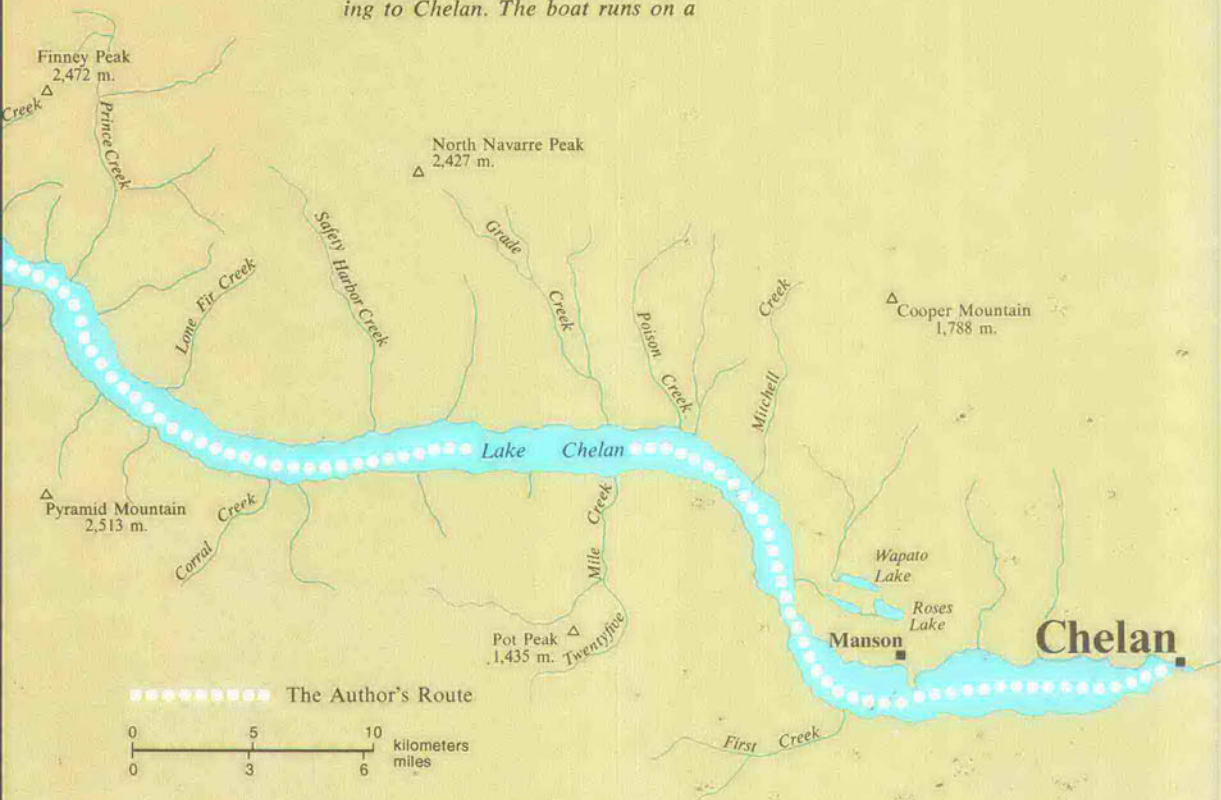 ing to Chelan. The boat runs on a
Finney Peak
2,472 m.
Creek
Prince Creek
North Navarre Peak
2,427 m.
Safety Harbor Creek
Grade Creek
Lone Fir Creek
Poison Creek
Mitchell Creek
Cooper Mountain
1,788 m.
Lake Chelan
Pyramid Mountain
2,513 m.
Corral Creek
Twentyfive Mile Creek
Wapato
Lake
Roses
Lake
Pot Peak
1,435 m.
Manson
Chelan
The Author's Route
First Creek
0 5 10
kilometers
miles
0 3 6